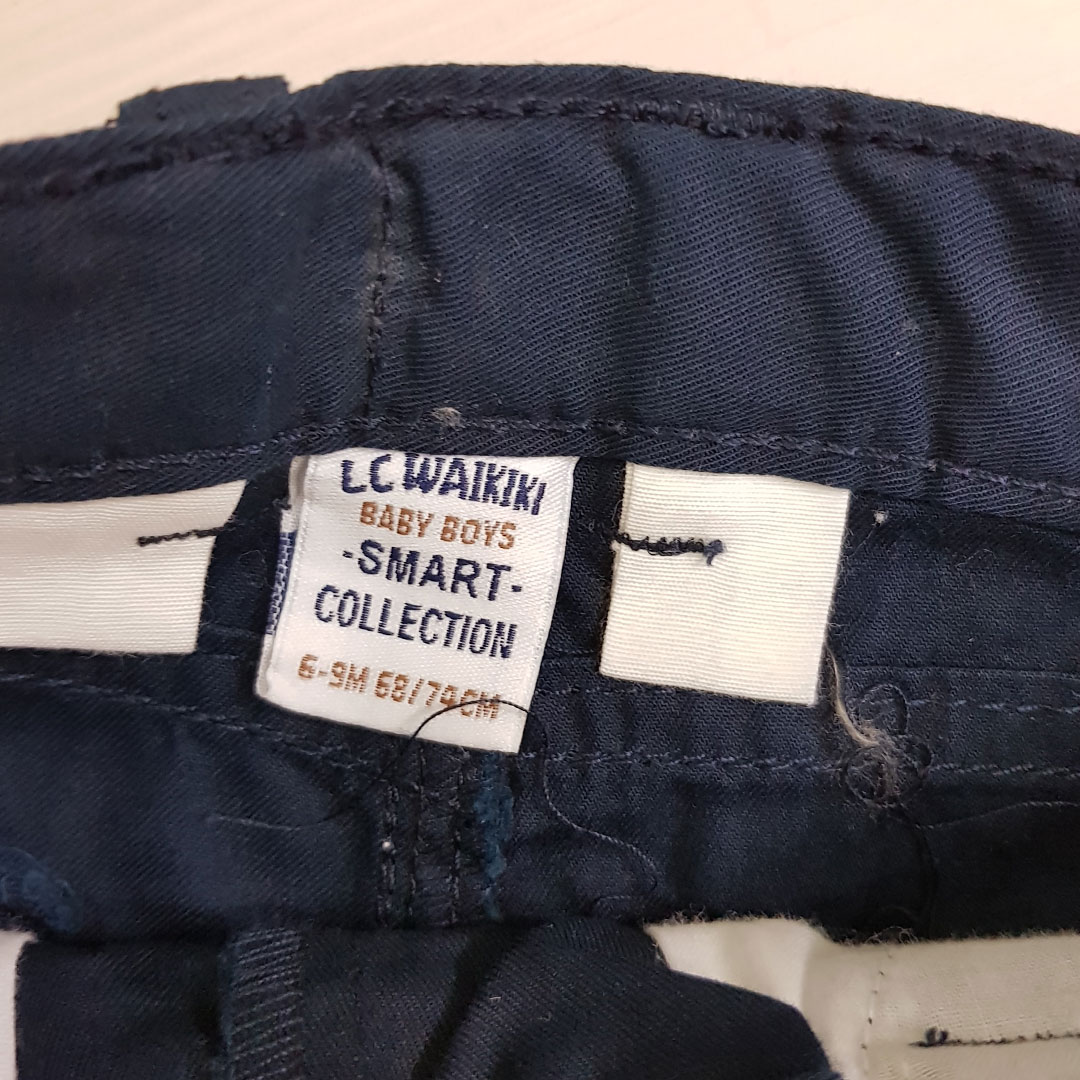 LC WAIKIKI
BABY BOYS
-SMART-
COLLECTION
6-9M 68/74CM